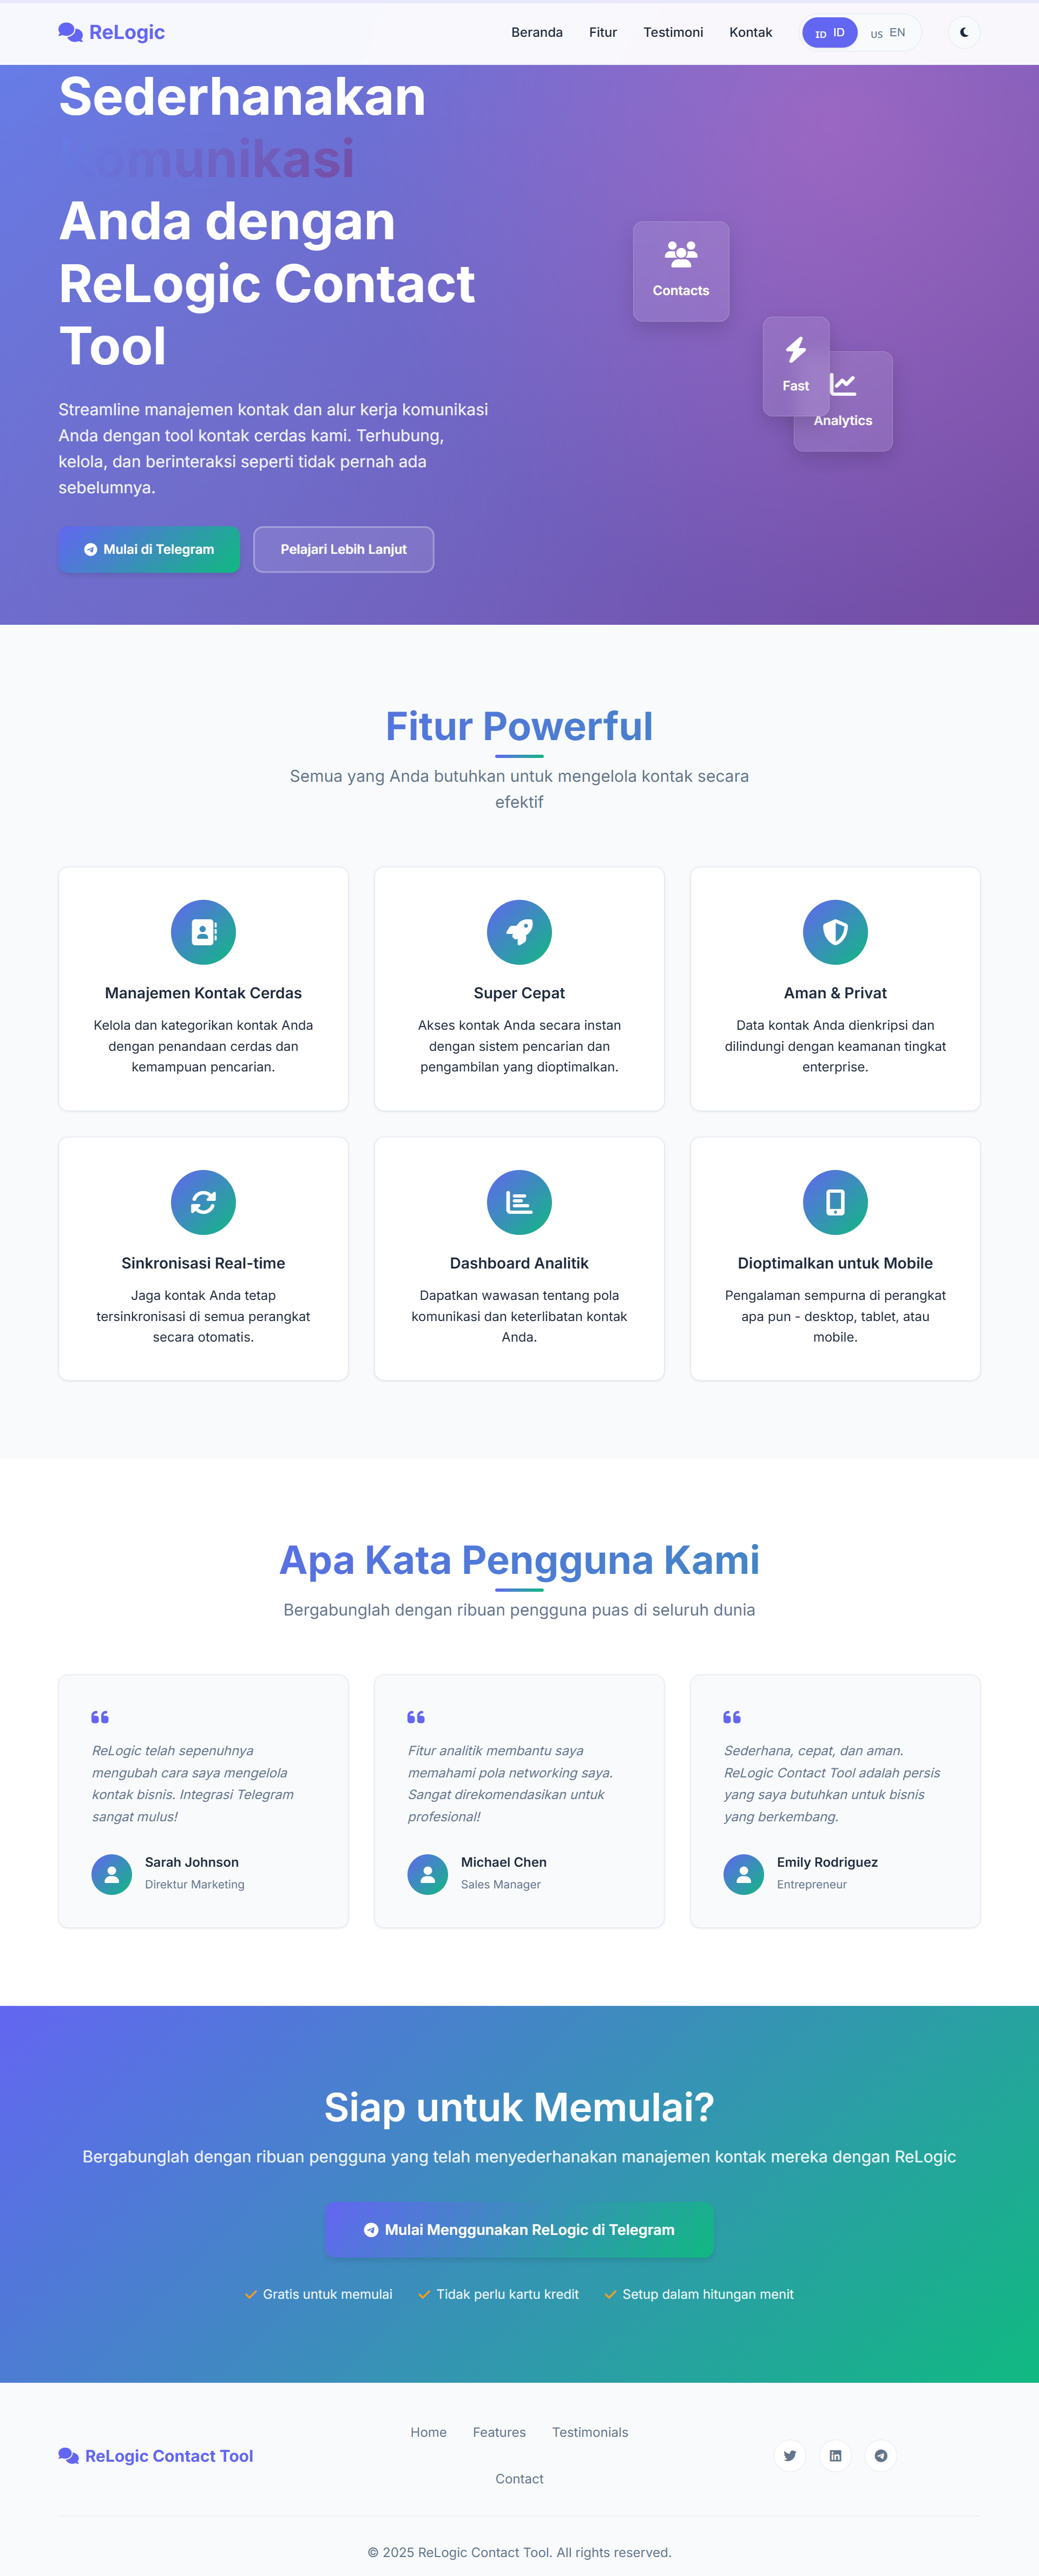 ReLogic
Beranda Fitur Testimoni Kontak ID ID US EN
Sederhanakan
Komunikasi
Anda dengan
ReLogic Contact
Tool
Streamline manajemen kontak dan alur kerja komunikasi
Anda dengan tool kontak cerdas kami. Terhubung,
kelola, dan berinteraksi seperti tidak pernah ada
sebelumnya.
Mulai di Telegram
Pelajari Lebih Lanjut
Contacts
Fast
Analytics
Fitur Powerful
Semua yang Anda butuhkan untuk mengelola kontak secara
efektif
Manajemen Kontak Cerdas
Kelola dan kategorikan kontak Anda
dengan penandaan cerdas dan
kemampuan pencarian.
Super Cepat
Akses kontak Anda secara instan
dengan sistem pencarian dan
pengambilan yang dioptimalkan.
Aman & Privat
Data kontak Anda dienkripsi dan
dilindungi dengan keamanan tingkat
enterprise.
Sinkronisasi Real-time
Jaga kontak Anda tetap
tersinkronisasi di semua perangkat
secara otomatis.
Dashboard Analitik
Dapatkan wawasan tentang pola
komunikasi dan keterlibatan kontak
Anda.
Dioptimalkan untuk Mobile
Pengalaman sempurna di perangkat
apa pun - desktop, tablet, atau
mobile.
Apa Kata Pengguna Kami
Bergabunglah dengan ribuan pengguna puas di seluruh dunia
ReLogic telah sepenuhnya
mengubah cara saya mengelola
kontak bisnis. Integrasi Telegram
sangat mulus!
Sarah Johnson
Direktur Marketing
Fitur analitik membantu saya
memahami pola networking saya.
Sangat direkomendasikan untuk
profesional!
Michael Chen
Sales Manager
Sederhana, cepat, dan aman.
ReLogic Contact Tool adalah persis
yang saya butuhkan untuk bisnis
yang berkembang.
Emily Rodriguez
Entrepreneur
Siap untuk Memulai?
Bergabunglah dengan ribuan pengguna yang telah menyederhanakan manajemen kontak mereka dengan ReLogic
Mulai Menggunakan ReLogic di Telegram
Gratis untuk memulai
Tidak perlu kartu kredit
Setup dalam hitungan menit
ReLogic Contact Tool
Home Features Testimonials
Contact
© 2025 ReLogic Contact Tool. All rights reserved.